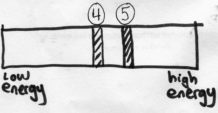 ④ ⑤
Low high
energy energy